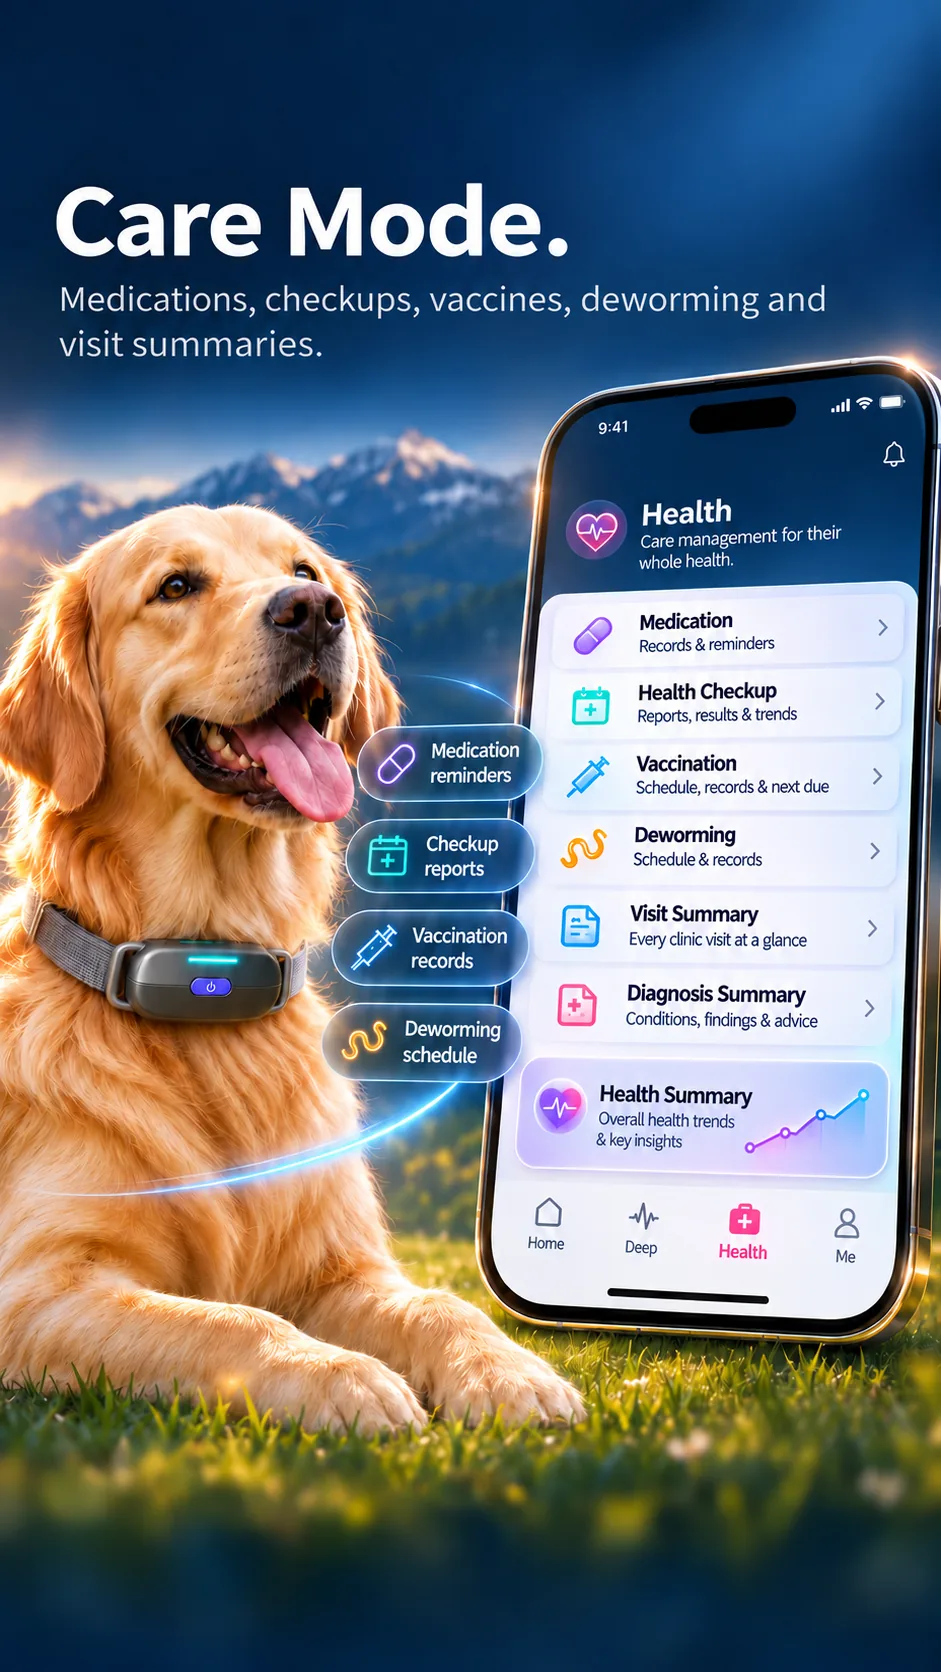 Care Mode.
Medications, checkups, vaccines, deworming and
visit summaries.
9:41
Health
Care management for their
whole health.
Medication
Records & reminders
Health Checkup
Reports, results & trends
Vaccination
Schedule, records & next due
Deworming
Schedule & records
Visit Summary
Every clinic visit at a glance
Diagnosis Summary
Conditions, findings & advice
Health Summary
Overall health trends
& key insights
Home
Deep
Health
Me
Medication
reminders
Checkup
reports
Vaccination
records
Deworming
schedule